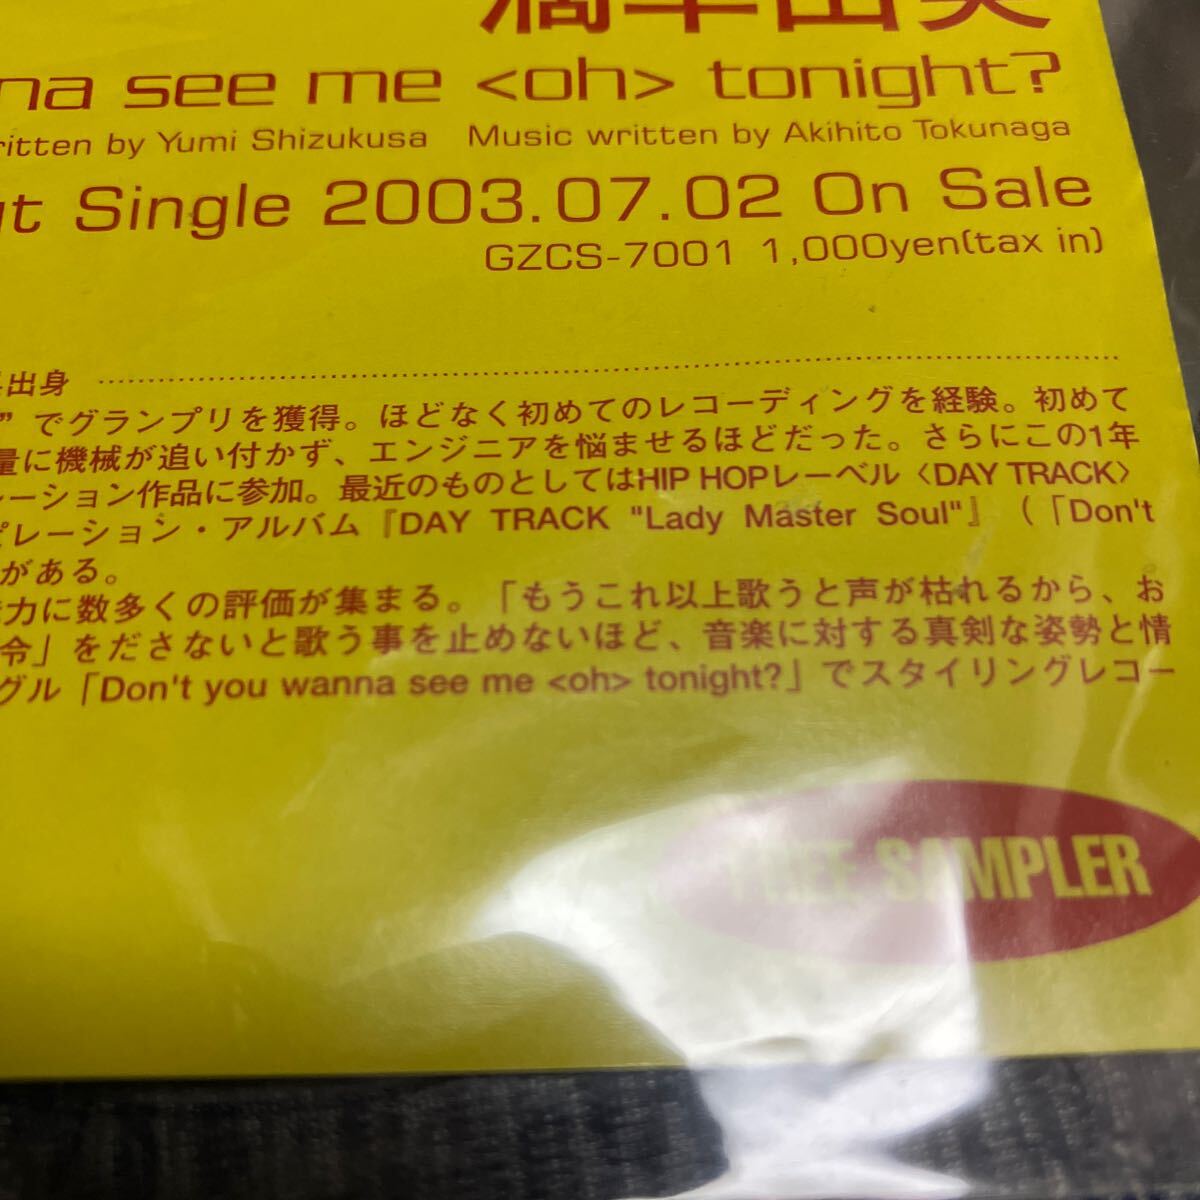 滴草由実
nna see me <oh> tonight?
ritten by Yumi Shizukusa Music written by Akihito Tokunaga
ut Single 2003.07.02 On Sale
GZCS-7001 1,000yen(tax in)
出身
” でグランプリを獲得。ほどなく初めてのレコーディングを経験。初めて
量に機械が追い付かず、エンジニアを悩ませるほどだった。さらにこの1年
レーション作品に参加。最近のものとしてはHIP HOPレーベル〈DAY TRACK〉
ピレーション・アルバム『DAY TRACK "Lady Master Soul"』（「Don't
がある。
力に数多くの評価が集まる。「もうこれ以上歌うと声が枯れるから、お
令」をださないと歌う事を止めないほど、音楽に対する真剣な姿勢と情
グル「Don't you wanna see me <oh> tonight?」でスタイリングレコー
FREE SAMPLER